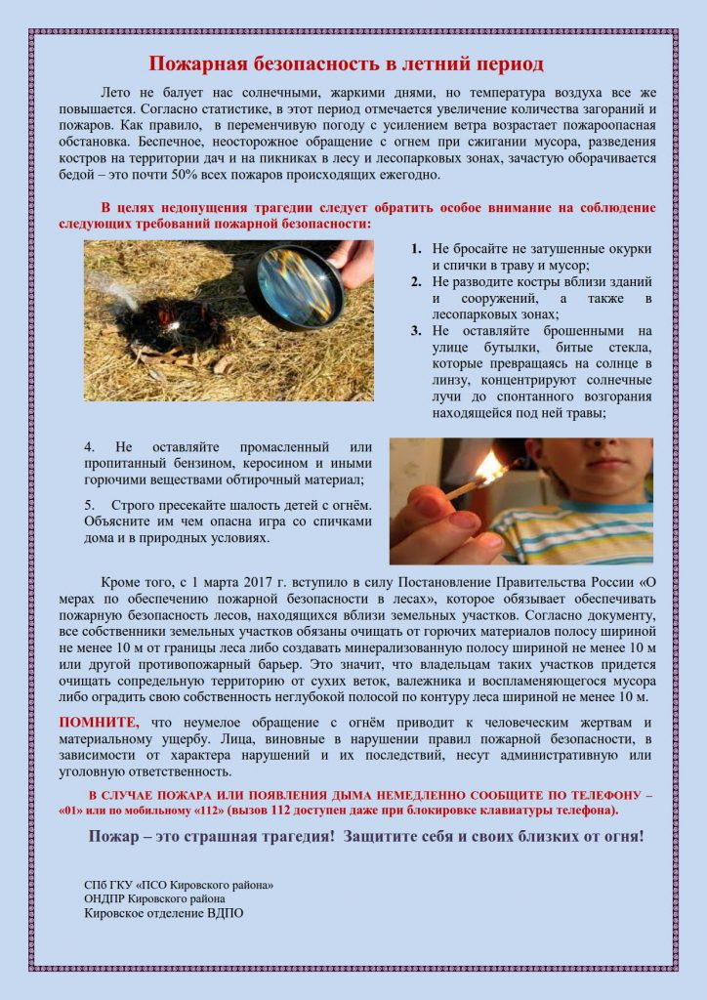 Пожарная безопасность в летний период
Лето не балует нас солнечными, жаркими днями, но температура воздуха все же
повышается. Согласно статистике, в этот период отмечается увеличение количества загораний и
пожаров. Как правило, в переменчивую погоду с усилением ветра возрастает пожароопасная
обстановка. Беспечное, неосторожное обращение с огнем при сжигании мусора, разведения
костров на территории дач и на пикниках в лесу и лесопарковых зонах, зачастую оборачивается
бедой – это почти 50% всех пожаров происходящих ежегодно.
В целях недопущения трагедии следует обратить особое внимание на соблюдение
следующих требований пожарной безопасности:
1. Не бросайте не затушенные окурки
и спички в траву и мусор;
2. Не разводите костры вблизи зданий
и сооружений, а также в
лесопарковых зонах;
3. Не оставляйте брошенными на
улице бутылки, битые стекла,
которые превращаясь на солнце в
линзу, концентрируют солнечные
лучи до спонтанного возгорания
находящейся под ней травы;
4. Не оставляйте промасленный или
пропитанный бензином, керосином и иными
горючими веществами обтирочный материал;
5. Строго пресекайте шалость детей с огнём.
Объясните им чем опасна игра со спичками
дома и в природных условиях.
Кроме того, с 1 марта 2017 г. вступило в силу Постановление Правительства России «О
мерах по обеспечению пожарной безопасности в лесах», которое обязывает обеспечивать
пожарную безопасность лесов, находящихся вблизи земельных участков. Согласно документу,
все собственники земельных участков обязаны очищать от горючих материалов полосу шириной
не менее 10 м от границы леса либо создавать минерализованную полосу шириной не менее 10 м
или другой противопожарный барьер. Это значит, что владельцам таких участков придется
очищать сопредельную территорию от сухих веток, валежника и воспламеняющегося мусора
либо оградить свою собственность неглубокой полосой по контуру леса шириной не менее 10 м.
ПОМНИТЕ, что неумелое обращение с огнём приводит к человеческим жертвам и
материальному ущербу. Лица, виновные в нарушении правил пожарной безопасности, в
зависимости от характера нарушений и их последствий, несут административную или
уголовную ответственность.
В СЛУЧАЕ ПОЖАРА ИЛИ ПОЯВЛЕНИЯ ДЫМА НЕМЕДЛЕННО СООБЩИТЕ ПО ТЕЛЕФОНУ –
«01» или по мобильному «112» (вызов 112 доступен даже при блокировке клавиатуры телефона).
Пожар – это страшная трагедия! Защитите себя и своих близких от огня!
СПб ГКУ «ПСО Кировского района»
ОНДПР Кировского района
Кировское отделение ВДПО